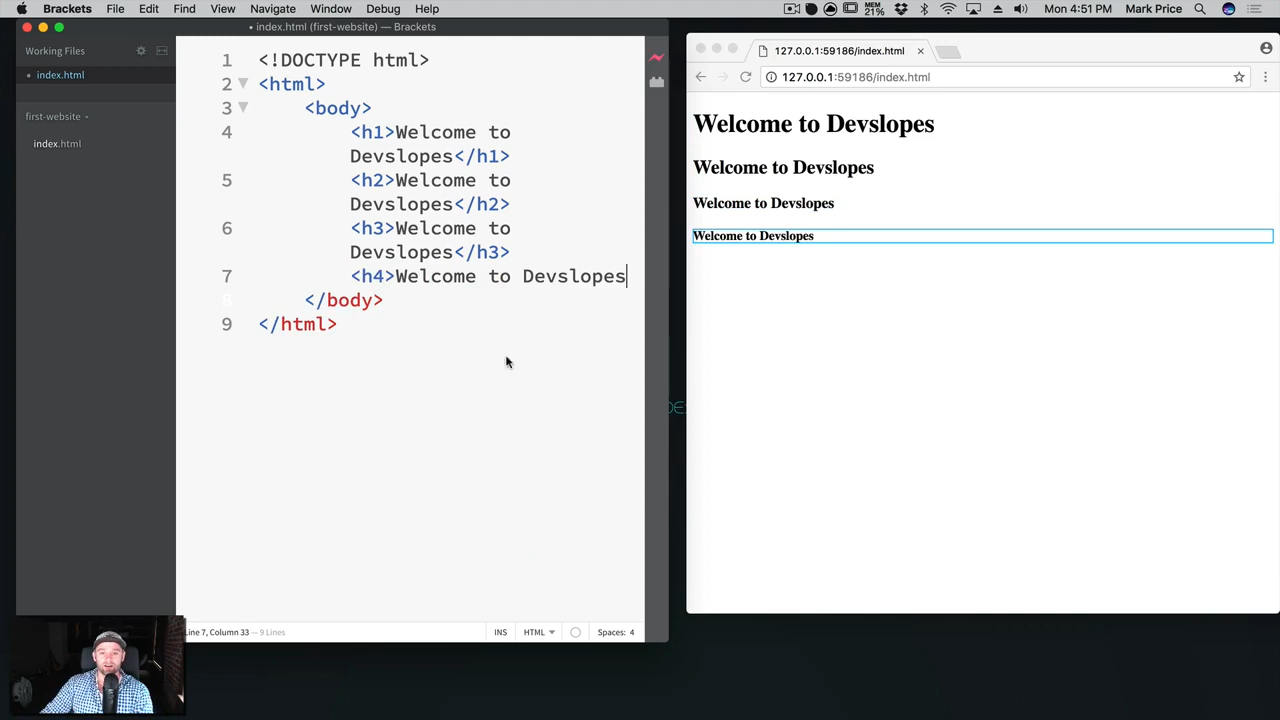 Brackets File Edit Find View Navigate Window Debug Help MEM 21% Mon 4:51 PM Mark Price
• index.html (first-website) — Brackets
Working Files
• index.html
first-website
index.html
1 <!DOCTYPE html>
2 <html>
3 <body>
4 <h1>Welcome to
Devslopes</h1>
5 <h2>Welcome to
Devslopes</h2>
6 <h3>Welcome to
Devslopes</h3>
7 <h4>Welcome to Devslopes
8 </body>
9 </html>
Line 7, Column 33 — 9 Lines
INS HTML Spaces: 4
127.0.0.1:59186/index.html
127.0.0.1:59186/index.html
Welcome to Devslopes
Welcome to Devslopes
Welcome to Devslopes
Welcome to Devslopes